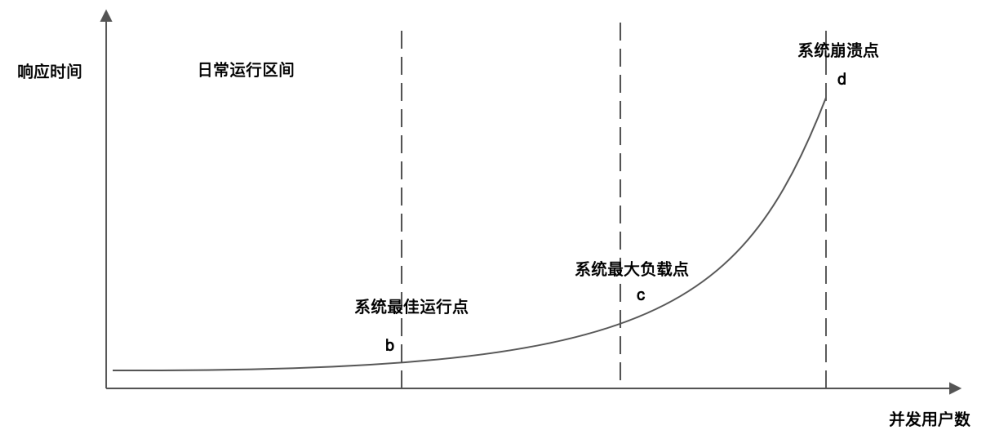 系统崩溃点
d
响应时间
日常运行区间
系统最大负载点
c
系统最佳运行点
b
并发用户数